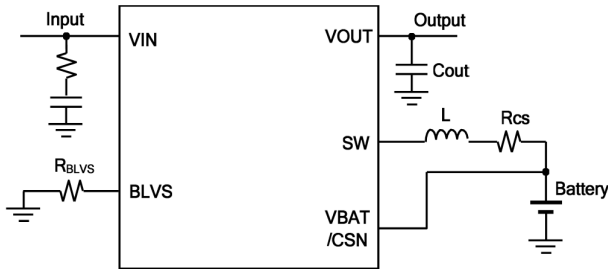 Input
Output
VIN
VOUT
Cout
L
Rcs
SW
RBLVS
BLVS
Battery
VBAT
/CSN